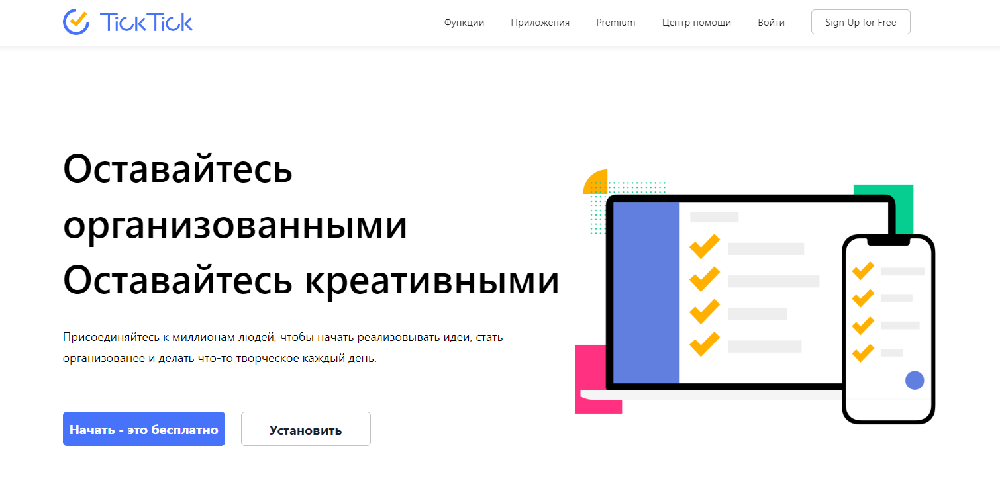 TickTick
Функции Приложения Premium Центр помощи Войти Sign Up for Free
Оставайтесь
организованными
Оставайтесь креативными
Присоединяйтесь к миллионам людей, чтобы начать реализовывать идеи, стать
организованее и делать что-то творческое каждый день.
Начать - это бесплатно Установить